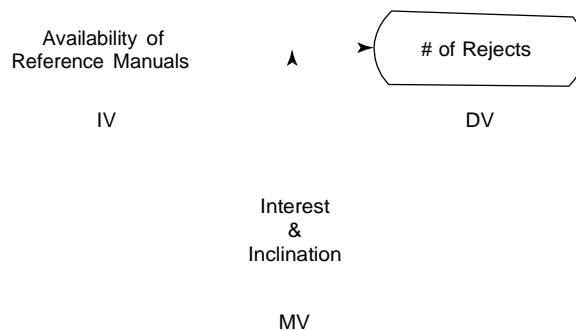 Availability of
Reference Manuals
# of Rejects
IV
DV
Interest
&
Inclination
MV